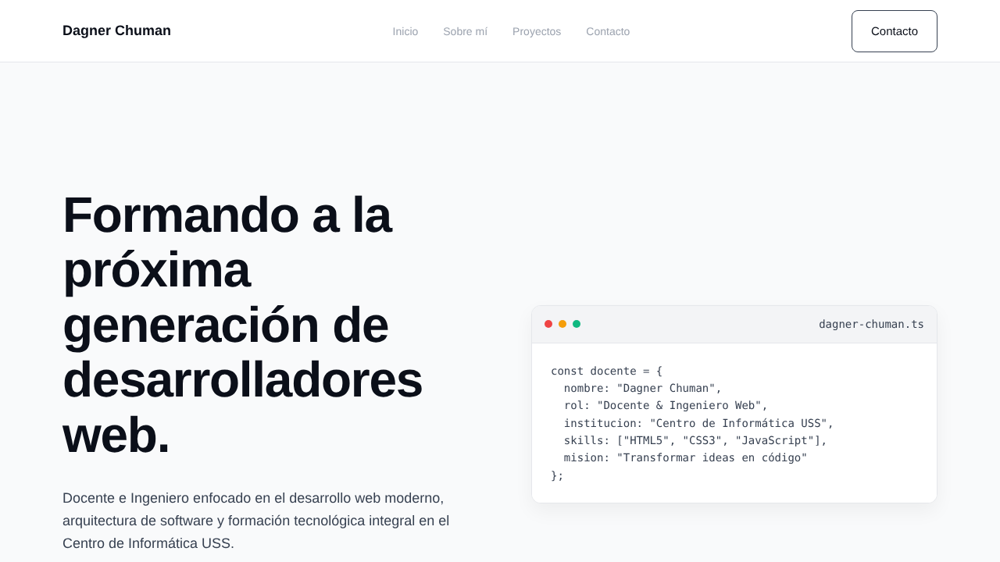 Dagner Chuman
Inicio
Sobre mí
Proyectos
Contacto
Contacto
Formando a la
próxima
generación de
desarrolladores
web.
Docente e Ingeniero enfocado en el desarrollo web moderno,
arquitectura de software y formación tecnológica integral en el
Centro de Informática USS.
dagner-chuman.ts
const docente = {
  nombre: "Dagner Chuman",
  rol: "Docente & Ingeniero Web",
  institucion: "Centro de Informática USS",
  skills: ["HTML5", "CSS3", "JavaScript"],
  mision: "Transformar ideas en código"
};